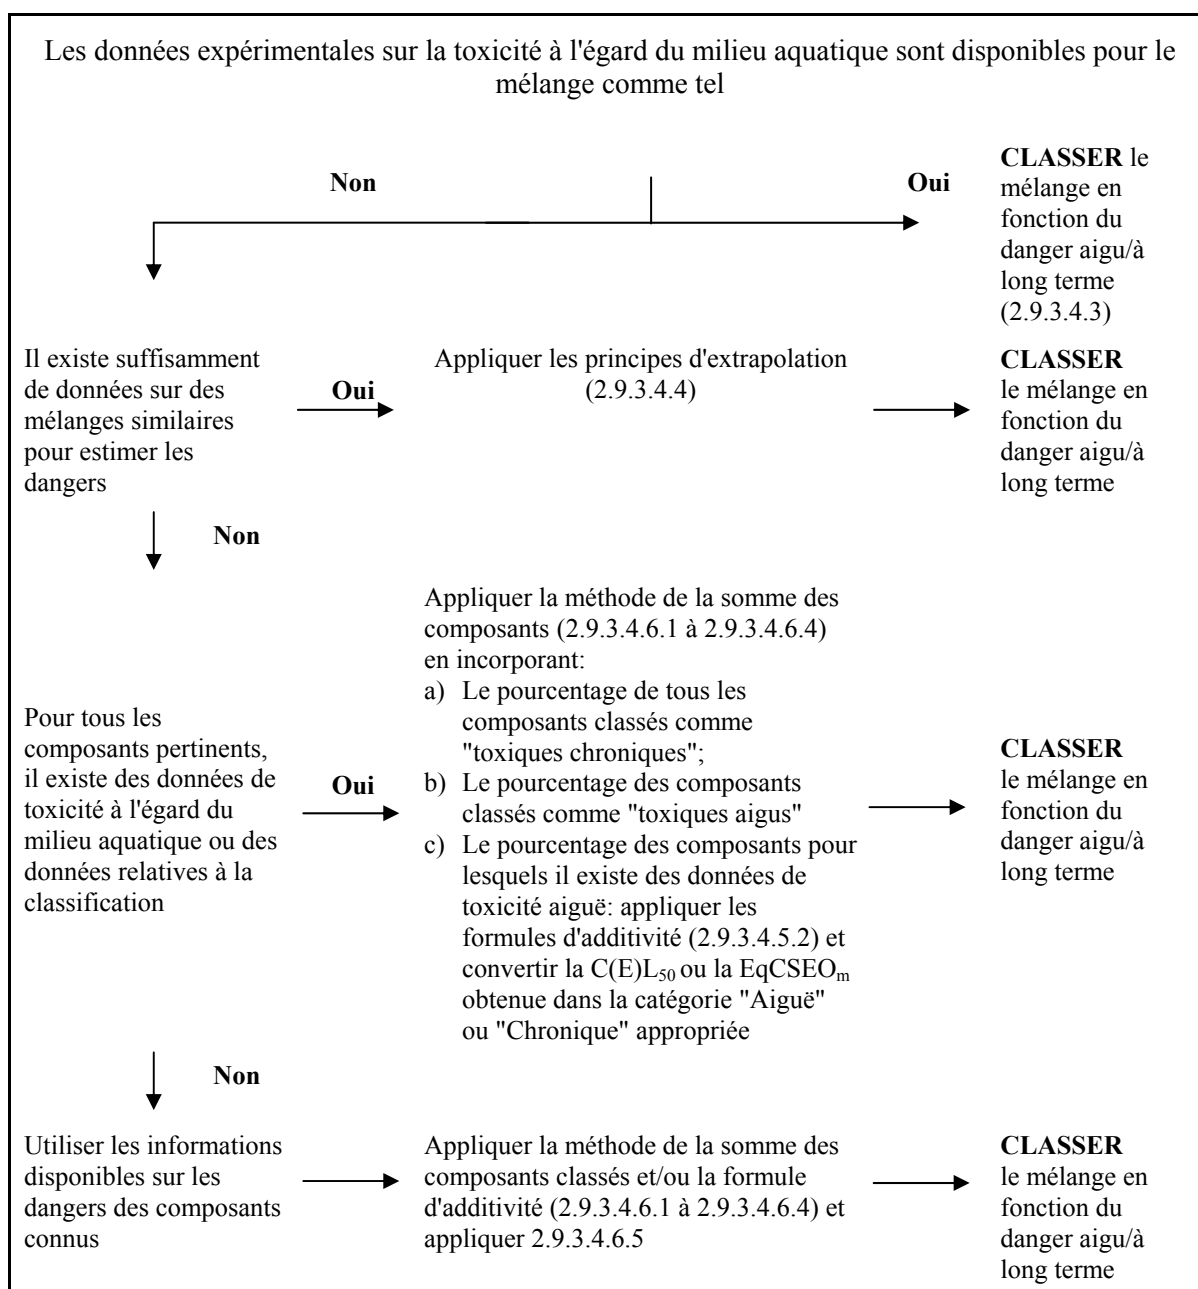 Les données expérimentales sur la toxicité à l'égard du milieu aquatique sont disponibles pour le
mélange comme tel
Non
Oui
CLASSER le
mélange en
fonction du
danger aigu/à
long terme
(2.9.3.4.3)
Il existe suffisamment
de données sur des
mélanges similaires
pour estimer les
dangers
Oui
Appliquer les principes d'extrapolation
(2.9.3.4.4)
CLASSER
le mélange en
fonction du
danger aigu/à
long terme
Non
Pour tous les
composants pertinents,
il existe des données de
toxicité à l'égard du
milieu aquatique ou des
données relatives à la
classification
Oui
Appliquer la méthode de la somme des
composants (2.9.3.4.6.1 à 2.9.3.4.6.4)
en incorporant:
a) Le pourcentage de tous les
composants classés comme
"toxiques chroniques";
b) Le pourcentage des composants
classés comme "toxiques aigus"
c) Le pourcentage des composants pour
lesquels il existe des données de
toxicité aiguë: appliquer les
formules d'additivité (2.9.3.4.5.2) et
convertir la C(E)L50 ou la EqCSEOm
obtenue dans la catégorie "Aiguë"
ou "Chronique" appropriée
CLASSER
le mélange en
fonction du
danger aigu/à
long terme
Non
Utiliser les informations
disponibles sur les
dangers des composants
connus
Appliquer la méthode de la somme des
composants classés et/ou la formule
d'additivité (2.9.3.4.6.1 à 2.9.3.4.6.4) et
appliquer 2.9.3.4.6.5
CLASSER
le mélange en
fonction du
danger aigu/à
long terme